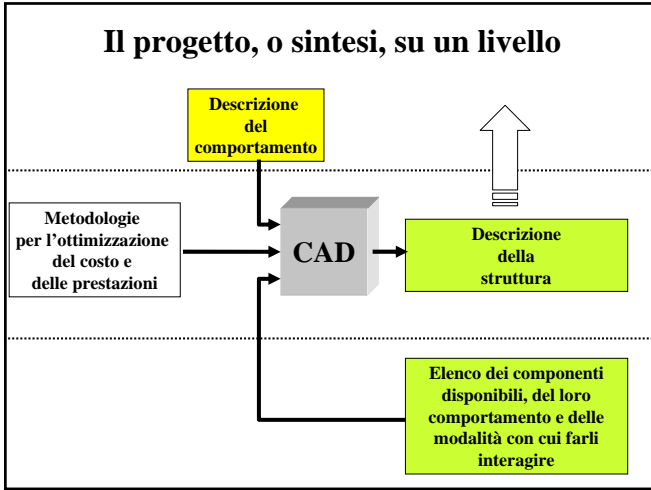 Il progetto, o sintesi, su un livello
Descrizione
del
comportamento
Metodologie
per l'ottimizzazione
del costo e
delle prestazioni
CAD
Descrizione
della
struttura
Elenco dei componenti
disponibili, del loro
comportamento e delle
modalità con cui farli
interagire